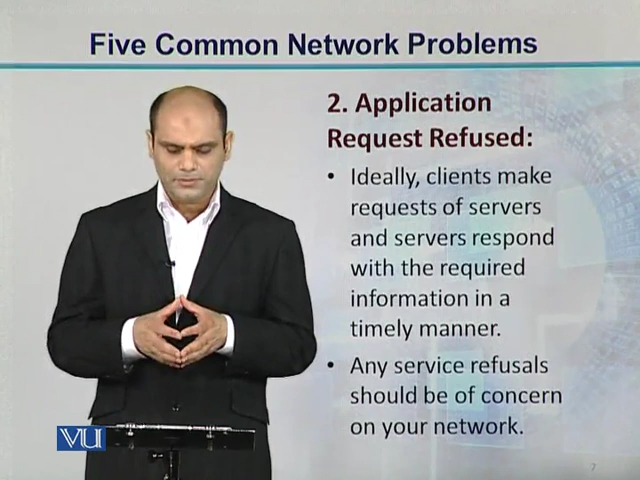 Five Common Network Problems
2. Application
Request Refused:
• Ideally, clients make
requests of servers
and servers respond
with the required
information in a
timely manner.
• Any service refusals
should be of concern
on your network.
VU
7